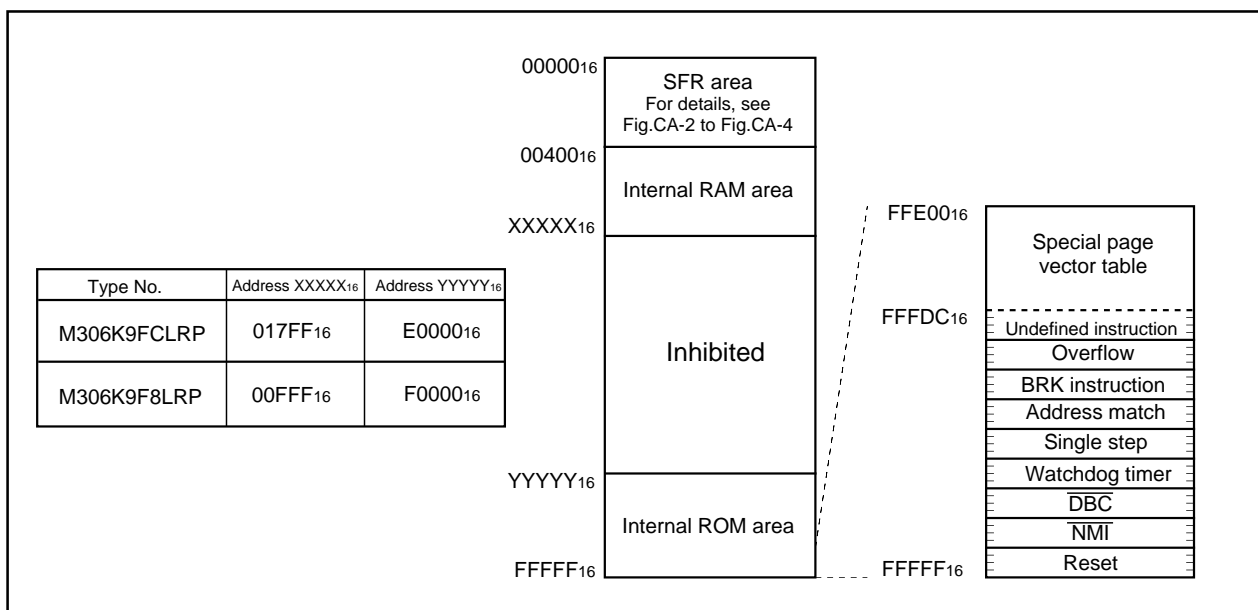 Type No. Address XXXXX16 Address YYYYY16
M306K9FCLRP 017FF16 E000016
M306K9F8LRP 00FFF16 F000016
0000016
SFR area
For details, see
Fig.CA-2 to Fig.CA-4
0040016
Internal RAM area
XXXXX16
Inhibited
YYYYY16
Internal ROM area
FFFFF16
FFE0016
Special page
vector table
FFFDC16
Undefined instruction
Overflow
BRK instruction
Address match
Single step
Watchdog timer
DBC
NMI
Reset
FFFFF16